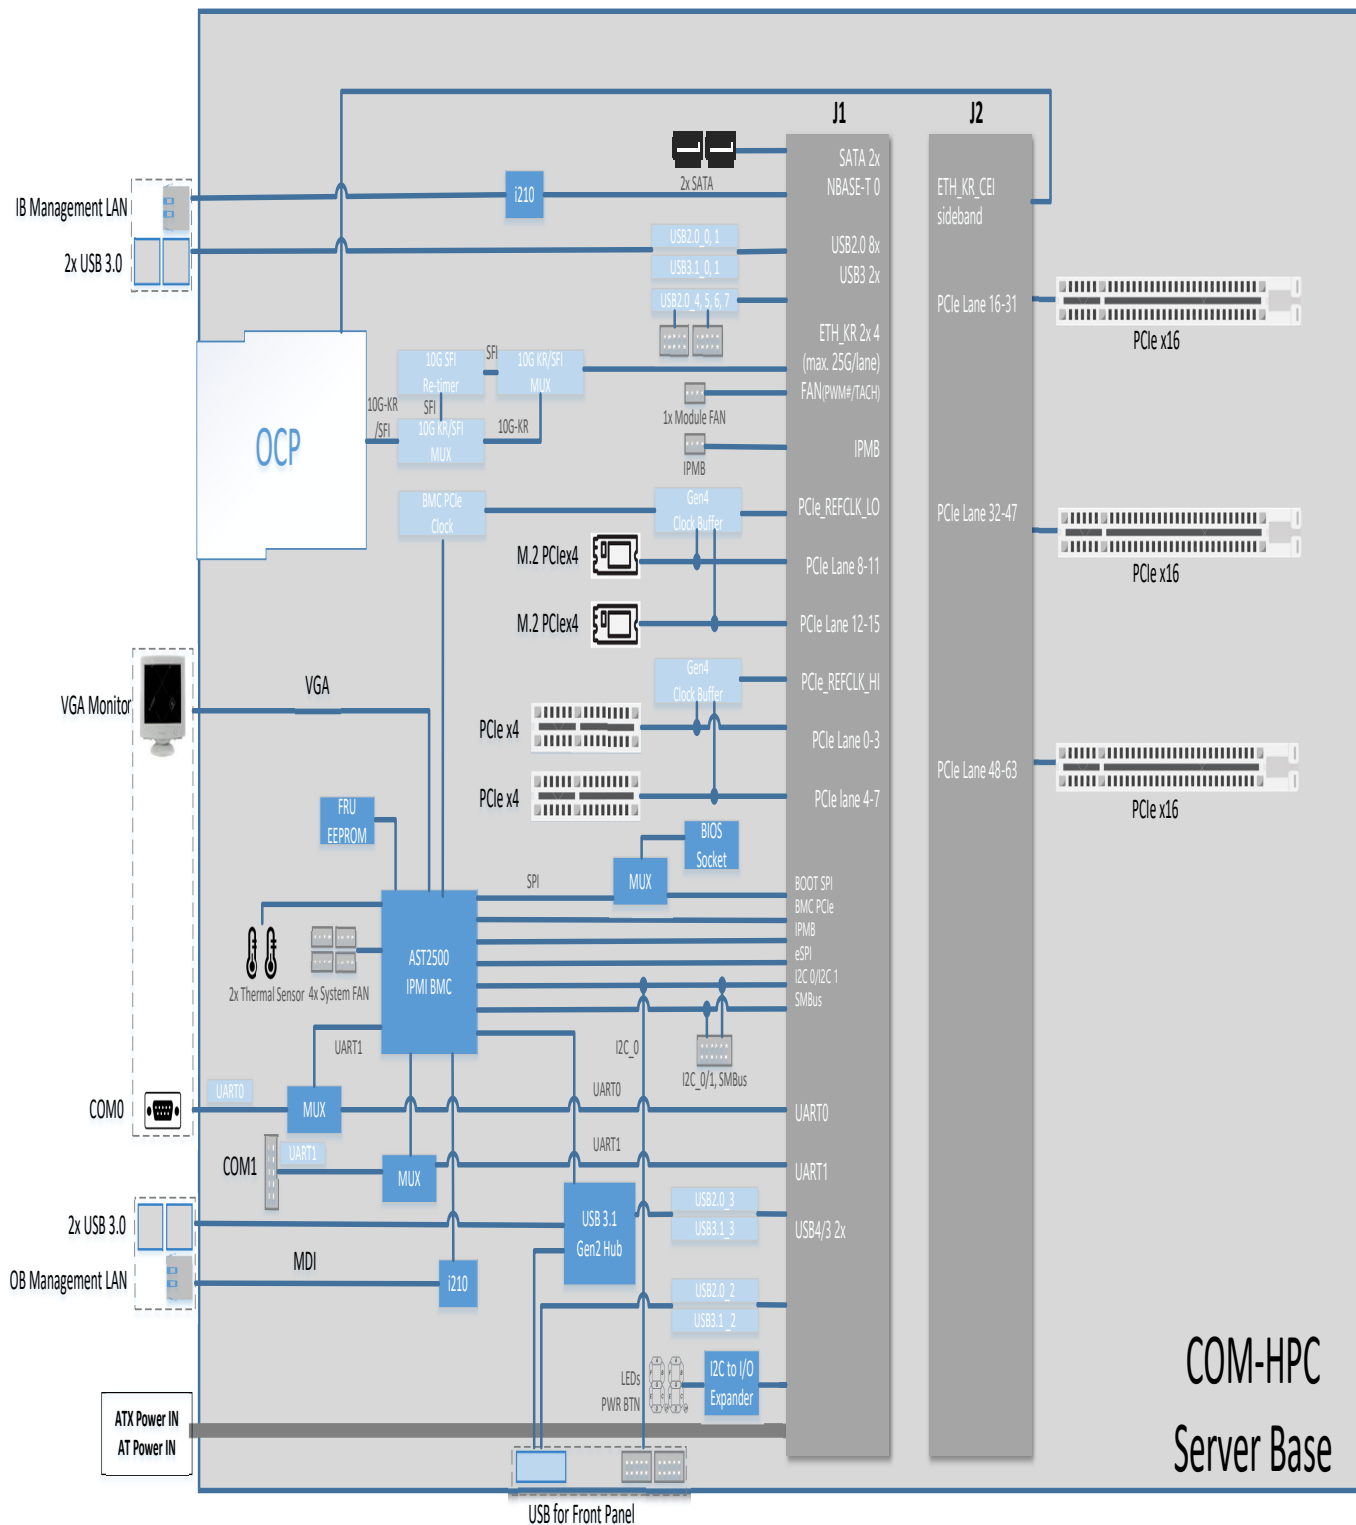 J1
J2
SATA 2x
2x SATA
NBASE-T 0
i210
IB Management LAN
2x USB 3.0
ETH_KR_CEI
sideband
USB2.0_0, 1
USB2.0 8x
USB3.1_0, 1
USB3 2x
USB2.0_4, 5, 6, 7
PCIe Lane 16-31
PCIe x16
ETH_KR 2x 4
(max. 25G/lane)
10G SFI
Re-timer
SFI
10G KR/SFI
MUX
FAN(PWM#/TACH)
1x Module FAN
10G-KR
/SFI
SFI
10G KR/SFI
MUX
10G-KR
OCP
IPMB
IPMB
BMC PCIe
Clock
Gen4
Clock Buffer
PCIe_REFCLK_LO
PCIe Lane 32-47
PCIe x16
M.2 PCIex4
PCIe Lane 8-11
M.2 PCIex4
PCIe Lane 12-15
Gen4
Clock Buffer
PCIe_REFCLK_HI
VGA Monitor
VGA
PCIe x4
PCIe Lane 0-3
PCIe Lane 48-63
PCIe x16
PCIe x4
PCIe lane 4-7
FRU
EEPROM
BIOS
Socket
SPI
MUX
BOOT SPI
BMC PCIe
IPMB
eSPI
I2C 0/I2C 1
SMBus
AST2500
IPMI BMC
2x Thermal Sensor
4x System FAN
UART1
I2C_0
I2C_0/1, SMBus
COM0
UART0
MUX
UART0
UART0
COM1
UART1
MUX
UART1
UART1
2x USB 3.0
USB 3.1
Gen2 Hub
USB2.0_3
USB3.1_3
USB4/3 2x
OB Management LAN
MDI
i210
USB2.0_2
USB3.1_2
LEDs
PWR BTN
I2C to I/O
Expander
ATX Power IN
AT Power IN
USB for Front Panel
COM-HPC
Server Base